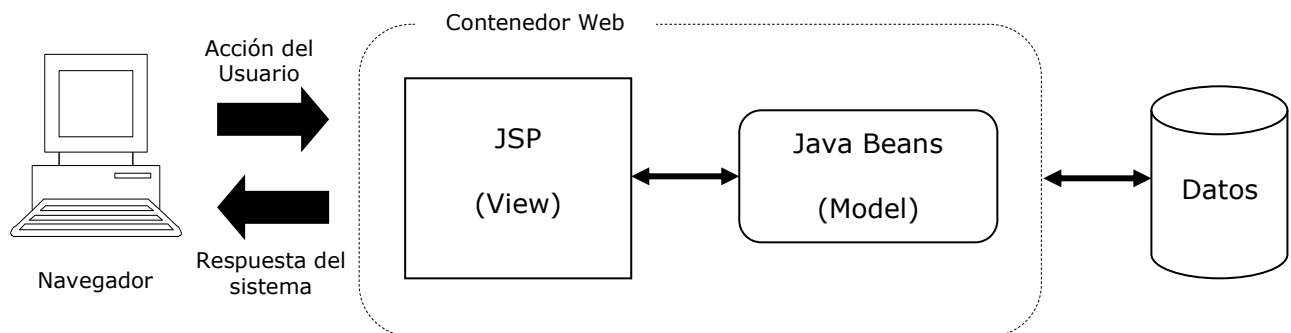 Contenedor Web
Acción del
Usuario
JSP
(View)
Java Beans
(Model)
Datos
Respuesta del
sistema
Navegador